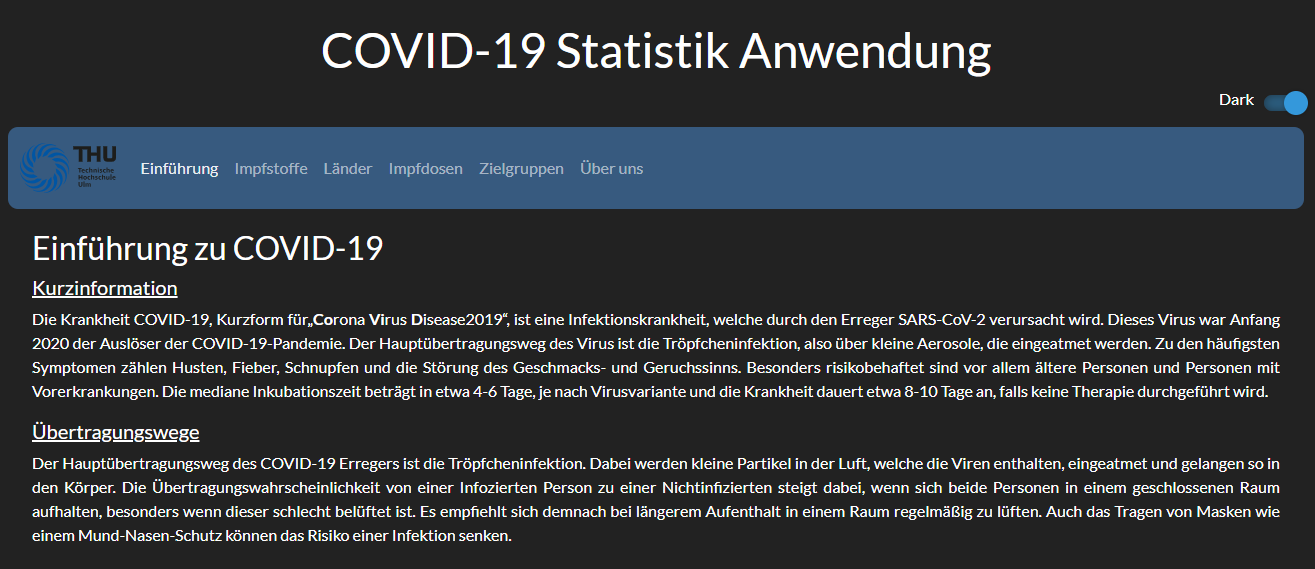 COVID-19 Statistik Anwendung
Dark
THU
Technische
Hochschule
Ulm
Einführung Impfstoffe Länder Impfdosen Zielgruppen Über uns
Einführung zu COVID-19
Kurzinformation
Die Krankheit COVID-19, Kurzform für„Corona Virus Disease2019“, ist eine Infektionskrankheit, welche durch den Erreger SARS-CoV-2 verursacht wird. Dieses Virus war Anfang
2020 der Auslöser der COVID-19-Pandemie. Der Hauptübertragungsweg des Virus ist die Tröpfcheninfektion, also über kleine Aerosole, die eingeatmet werden. Zu den häufigsten
Symptomen zählen Husten, Fieber, Schnupfen und die Störung des Geschmacks- und Geruchssinns. Besonders risikobehaftet sind vor allem ältere Personen und Personen mit
Vorerkrankungen. Die mediane Inkubationszeit beträgt in etwa 4-6 Tage, je nach Virusvariante und die Krankheit dauert etwa 8-10 Tage an, falls keine Therapie durchgeführt wird.
Übertragungswege
Der Hauptübertragungsweg des COVID-19 Erregers ist die Tröpfcheninfektion. Dabei werden kleine Partikel in der Luft, welche die Viren enthalten, eingeatmet und gelangen so in
den Körper. Die Übertragungswahrscheinlichkeit von einer Infozierten Person zu einer Nichtinfizierten steigt dabei, wenn sich beide Personen in einem geschlossenen Raum
aufhalten, besonders wenn dieser schlecht belüftet ist. Es empfiehlt sich demnach bei längerem Aufenthalt in einem Raum regelmäßig zu lüften. Auch das Tragen von Masken wie
einem Mund-Nasen-Schutz können das Risiko einer Infektion senken.